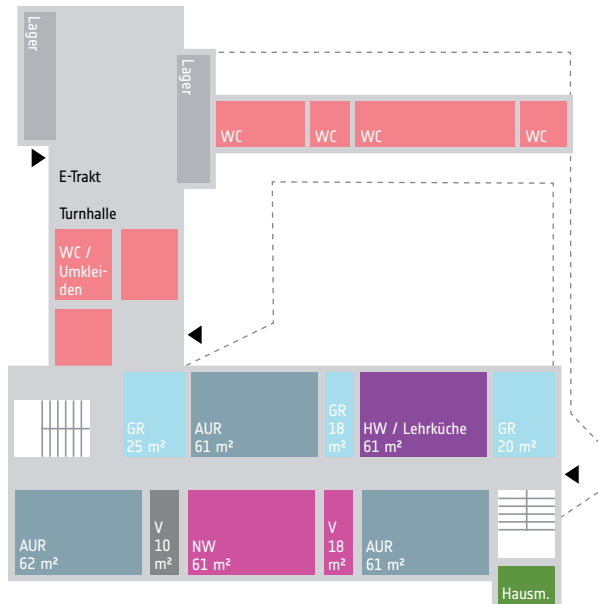 Lager
Lager
WC
WC
WC
WC
E-Trakt
Turnhalle
WC /
Umklei-
den
GR
25 m²
AUR
61 m²
GR
18
m²
HW / Lehrküche
61 m²
GR
20 m²
AUR
62 m²
V
10
m²
NW
61 m²
V
18
m²
AUR
61 m²
Hausm.